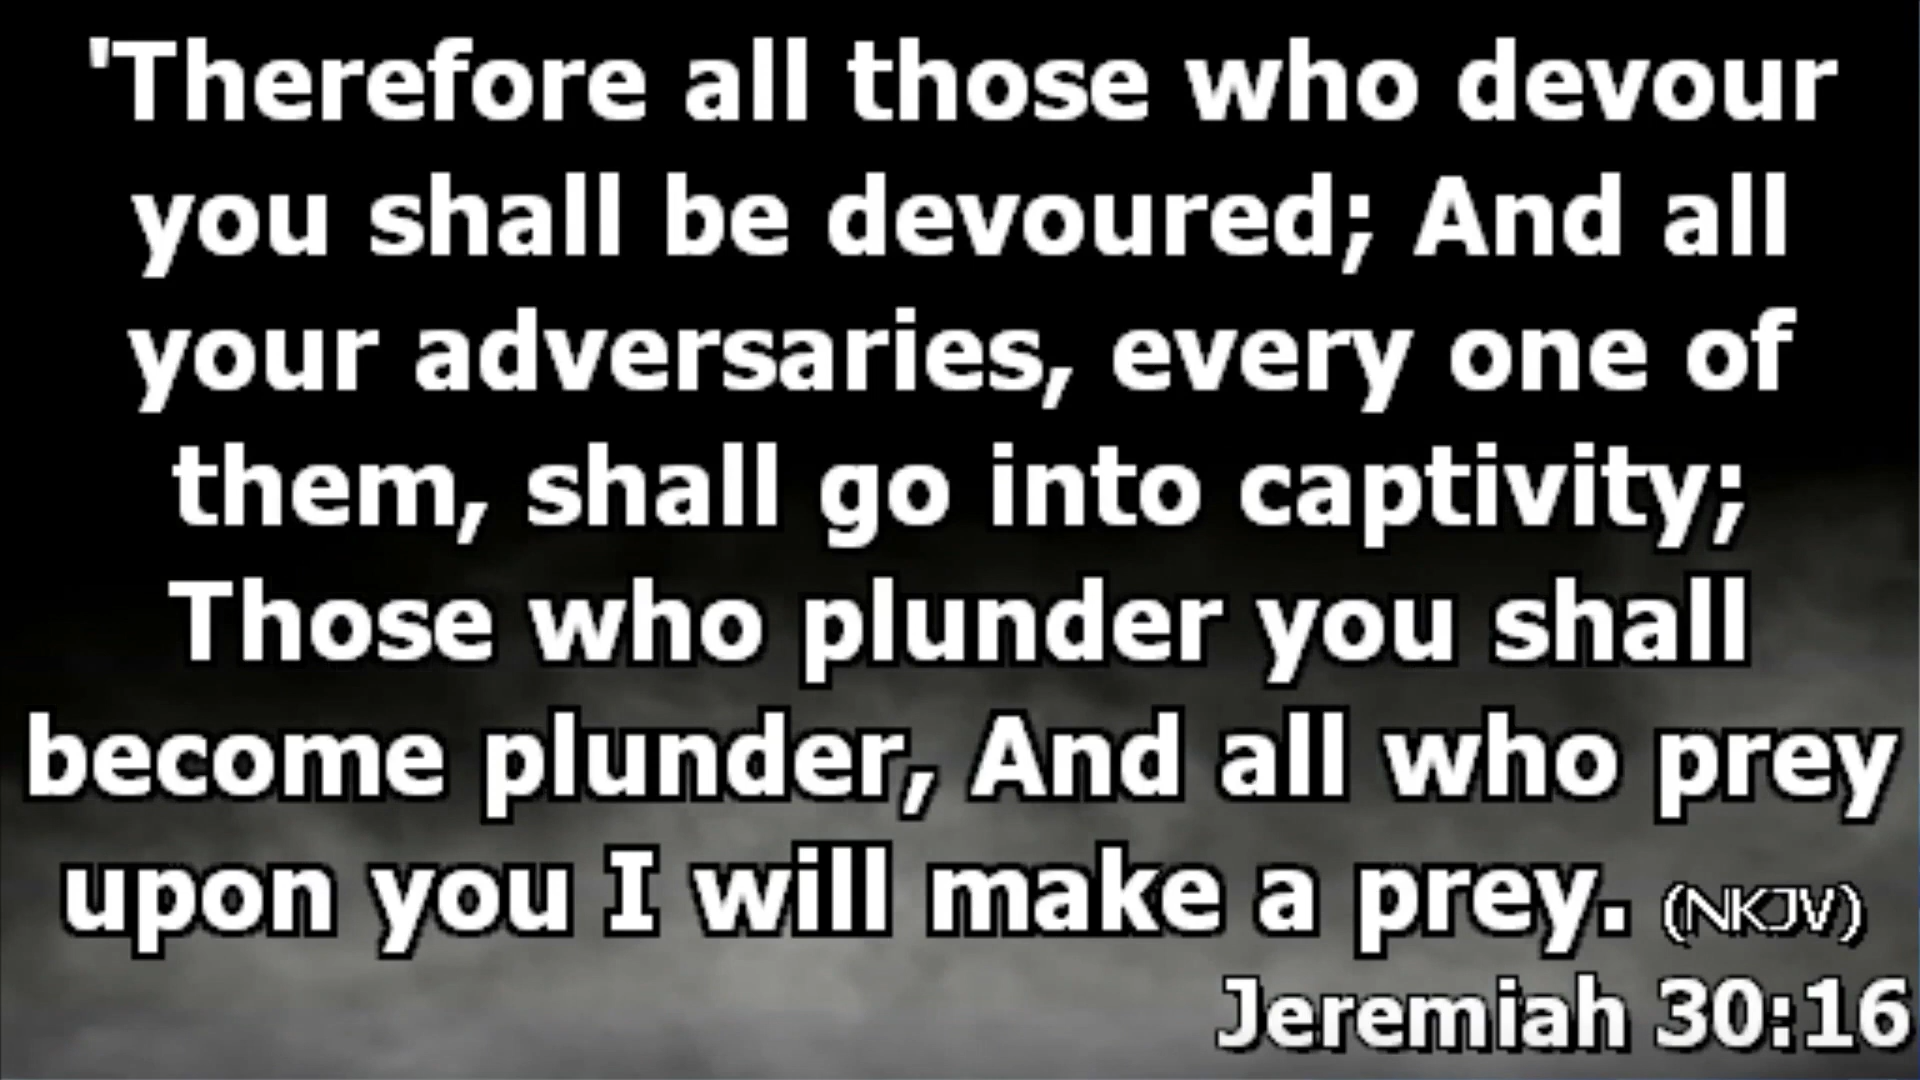 'Therefore all those who devour
you shall be devoured; And all
your adversaries, every one of
them, shall go into captivity;
Those who plunder you shall
become plunder, And all who prey
upon you I will make a prey. (NKJV)
Jeremiah 30:16